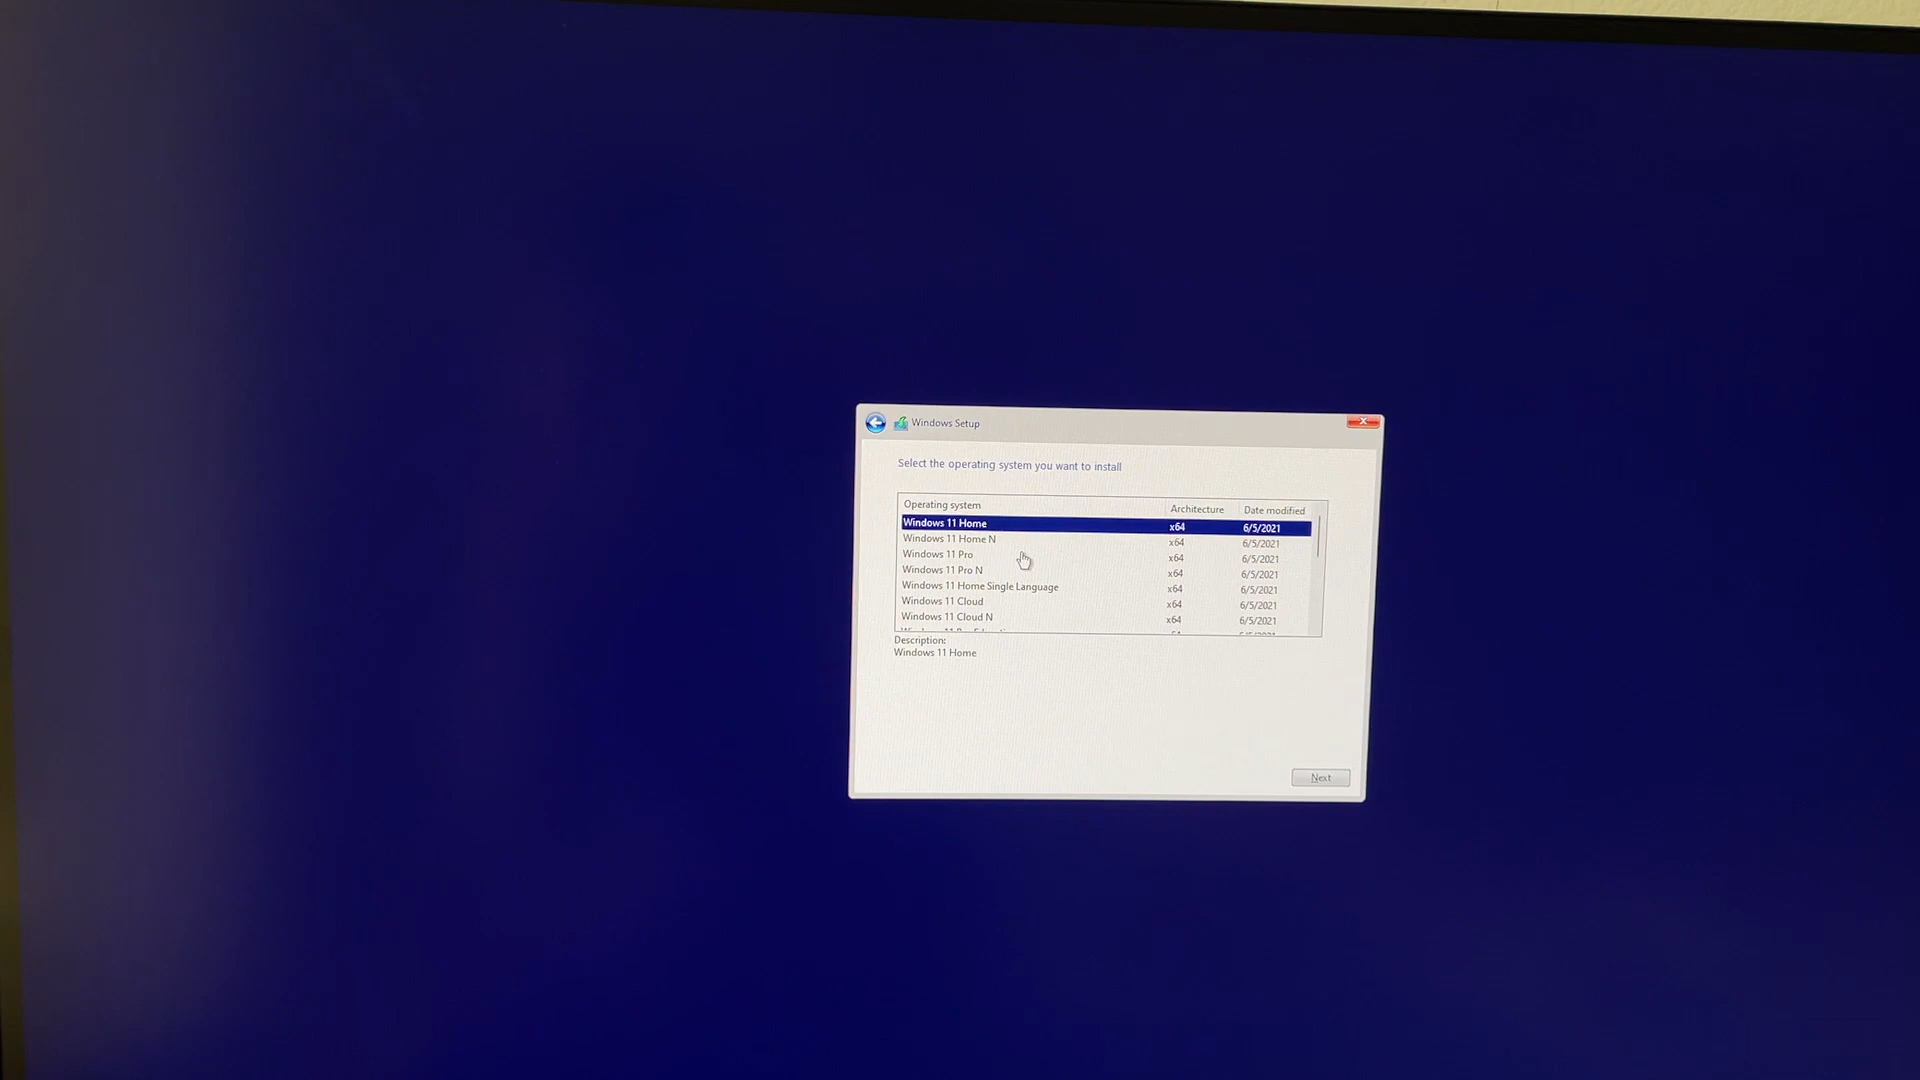 Windows Setup
Select the operating system you want to install
Operating system Architecture Date modified
Windows 11 Home x64 6/5/2021
Windows 11 Home N x64 6/5/2021
Windows 11 Pro x64 6/5/2021
Windows 11 Pro N x64 6/5/2021
Windows 11 Home Single Language x64 6/5/2021
Windows 11 Cloud x64 6/5/2021
Windows 11 Cloud N x64 6/5/2021
Description:
Windows 11 Home
Next